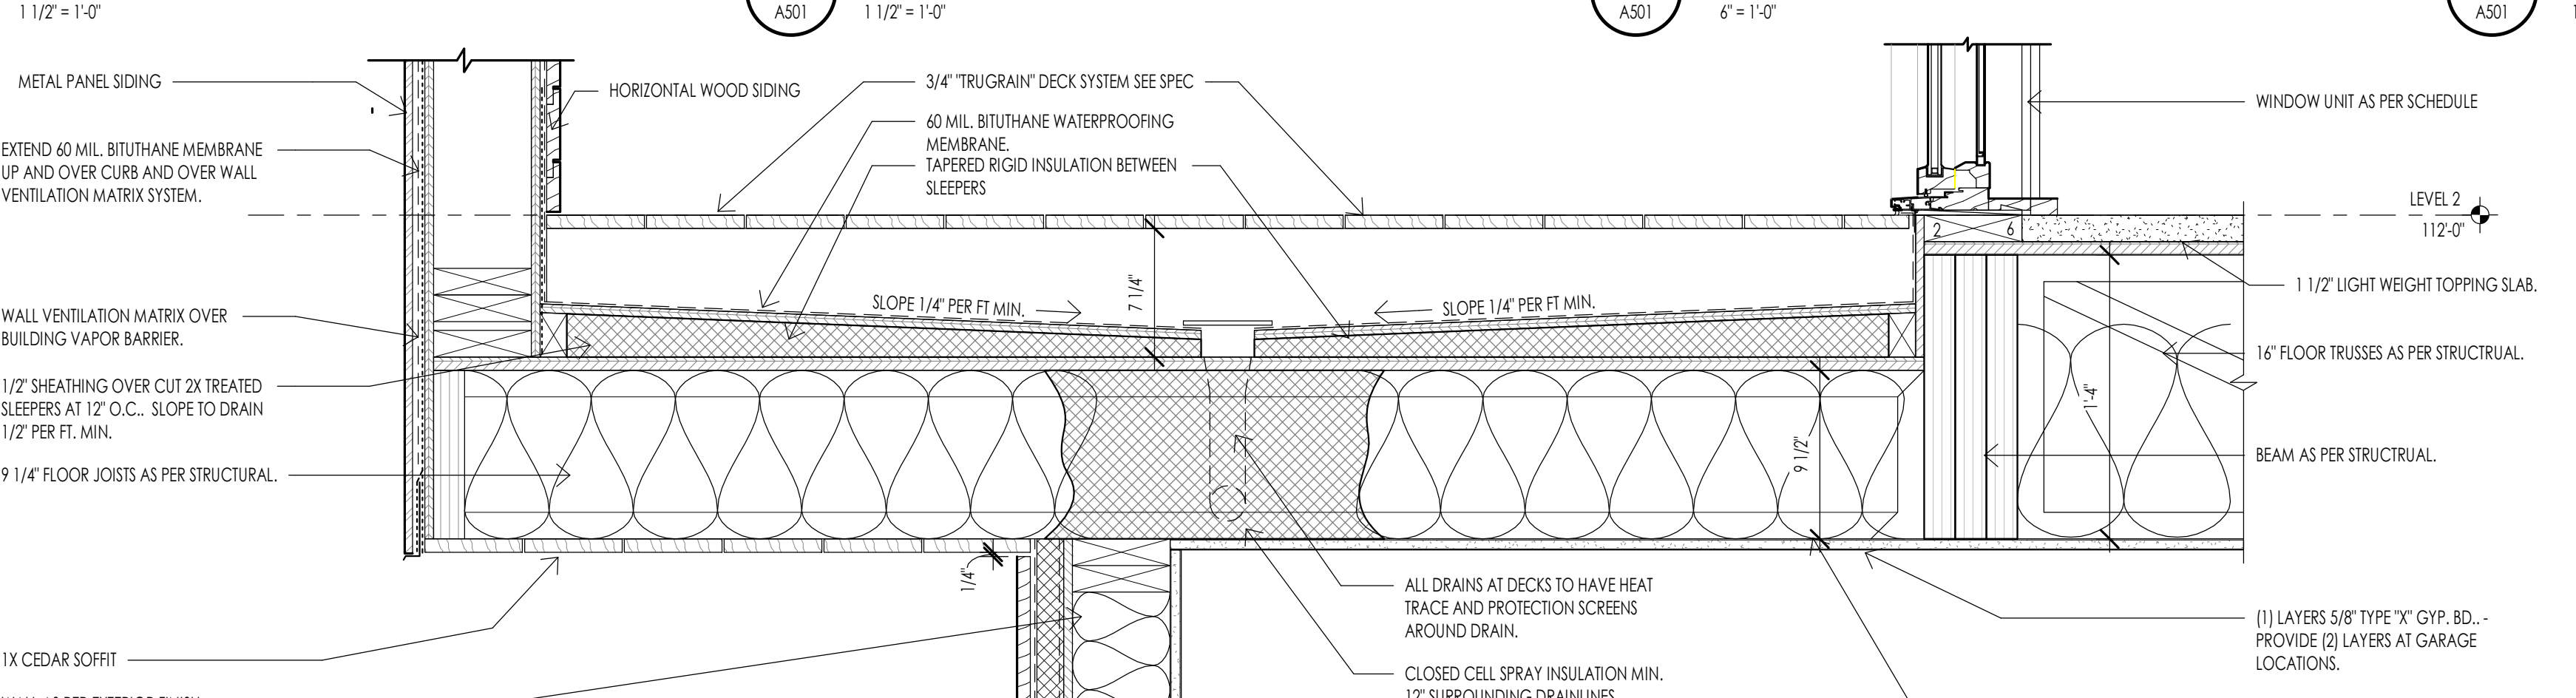 1 1/2" = 1'-0"
A501
1 1/2" = 1'-0"
A501
6" = 1'-0"
A501
METAL PANEL SIDING
EXTEND 60 MIL. BITUTHANE MEMBRANE
UP AND OVER CURB AND OVER WALL
VENTILATION MATRIX SYSTEM.
WALL VENTILATION MATRIX OVER
BUILDING VAPOR BARRIER.
1/2" SHEATHING OVER CUT 2X TREATED
SLEEPERS AT 12" O.C.. SLOPE TO DRAIN
1/2" PER FT. MIN.
9 1/4" FLOOR JOISTS AS PER STRUCTURAL.
1X CEDAR SOFFIT
HORIZONTAL WOOD SIDING
3/4" "TRUGRAIN" DECK SYSTEM SEE SPEC
60 MIL. BITUTHANE WATERPROOFING
MEMBRANE.
TAPERED RIGID INSULATION BETWEEN
SLEEPERS
SLOPE 1/4" PER FT MIN.
7 1/4"
SLOPE 1/4" PER FT MIN.
9 1/2"
1/4"
ALL DRAINS AT DECKS TO HAVE HEAT
TRACE AND PROTECTION SCREENS
AROUND DRAIN.
CLOSED CELL SPRAY INSULATION MIN.
12" SURROUNDING DRAINLINES
WINDOW UNIT AS PER SCHEDULE
LEVEL 2
112'-0"
2 6
1 1/2" LIGHT WEIGHT TOPPING SLAB.
16" FLOOR TRUSSES AS PER STRUCTRUAL.
1'-4"
BEAM AS PER STRUCTRUAL.
(1) LAYERS 5/8" TYPE "X" GYP. BD.. -
PROVIDE (2) LAYERS AT GARAGE
LOCATIONS.